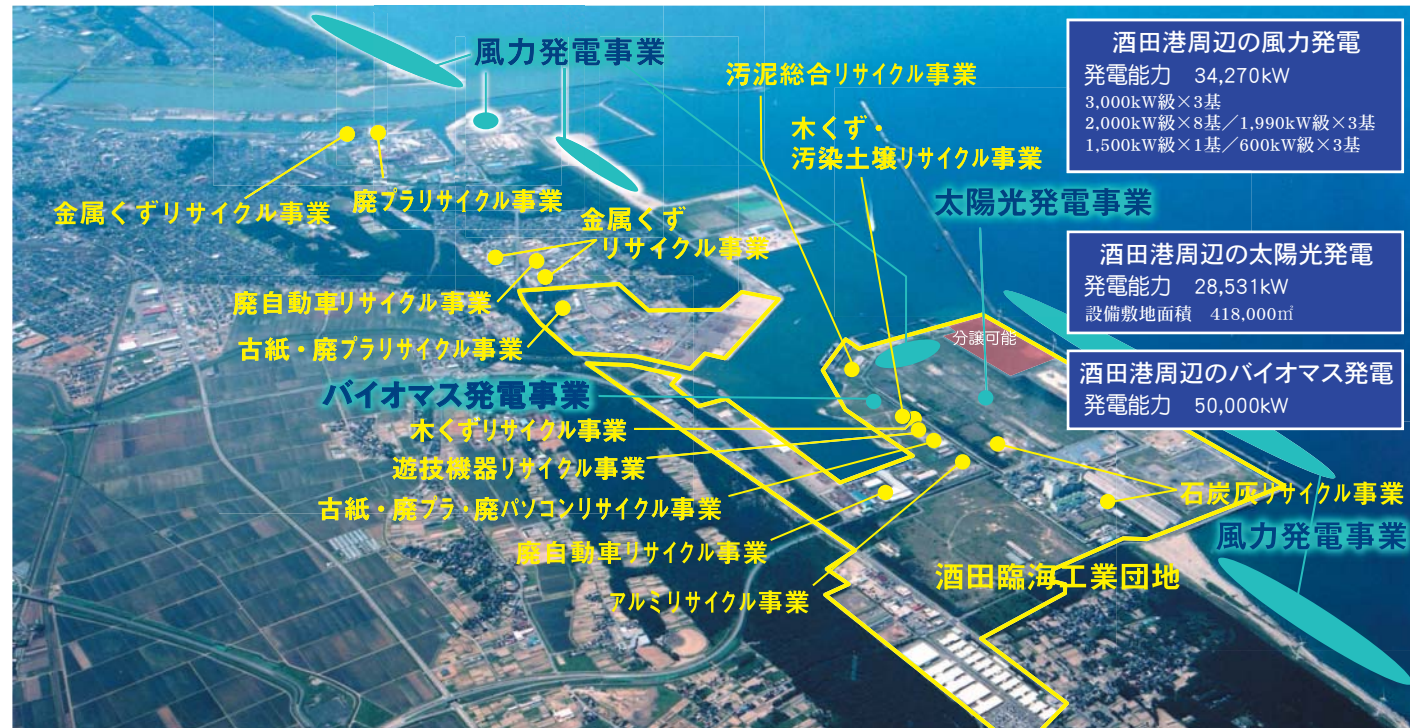 風力発電事業
汚泥総合リサイクル事業
木くず・
汚染土壌リサイクル事業
金属くずリサイクル事業
廃プラリサイクル事業
太陽光発電事業
金属くず
リサイクル事業
廃自動車リサイクル事業
古紙・廃プラリサイクル事業
バイオマス発電事業
木くずリサイクル事業
遊技機器リサイクル事業
古紙・廃プラ・廃パソコンリサイクル事業
廃自動車リサイクル事業
アルミリサイクル事業
分譲可能
石炭灰リサイクル事業
風力発電事業
酒田臨海工業団地
酒田港周辺の風力発電
発電能力 34,270kW
3,000kW級×3基
2,000kW級×8基／1,990kW級×3基
1,500kW級×1基／600kW級×3基
酒田港周辺の太陽光発電
発電能力 28,531kW
設備敷地面積 418,000㎡
酒田港周辺のバイオマス発電
発電能力 50,000kW